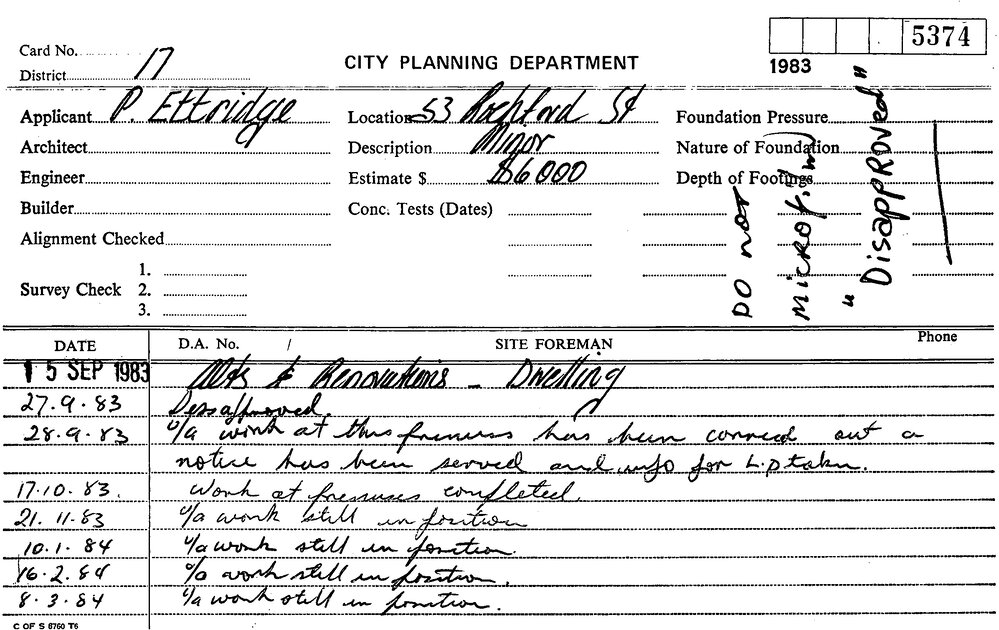 5374
1983
Card No.
District 17
CITY PLANNING DEPARTMENT
Applicant P. Ettridge
Location 53 Rochford St
Foundation Pressure
Architect
Description Minor
Nature of Foundation
Engineer
Estimate $ $6000
Depth of Footings
Builder
Conc. Tests (Dates)
Alignment Checked
Survey Check
1.
2.
3.
DO NOT
MICROFILM
"DISAPPROVED"
DATE D.A. No. / SITE FOREMAN Phone
15 SEP 1983 Alts & Renovations - Dwelling
27.9.83 Dissaproved.
28.9.83 u/a work at this premises has been carried out a
notice has been served and info for L.P taken.
17.10.83. Work at premises completed.
21.11.83 u/a work still in position
10.1.84 u/a work still in position.
16.2.84 u/a work still in position.
8.3.84 u/a work still in position.
C OF S 6760 T6